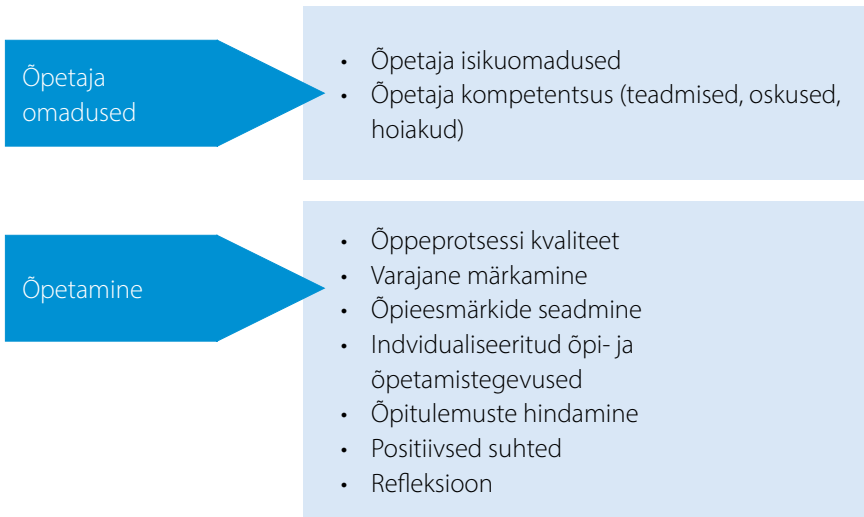 Õpetaja
omadused
• Õpetaja isikuomadused
• Õpetaja kompetentsus (teadmised, oskused,
hoiakud)
Õpetamine
• Õppeprotsessi kvaliteet
• Varajane märkamine
• Õpieesmärkide seadmine
• Indvidualiseeritud õpi- ja
õpetamistegevused
• Õpitulemuste hindamine
• Positiivsed suhted
• Refleksioon